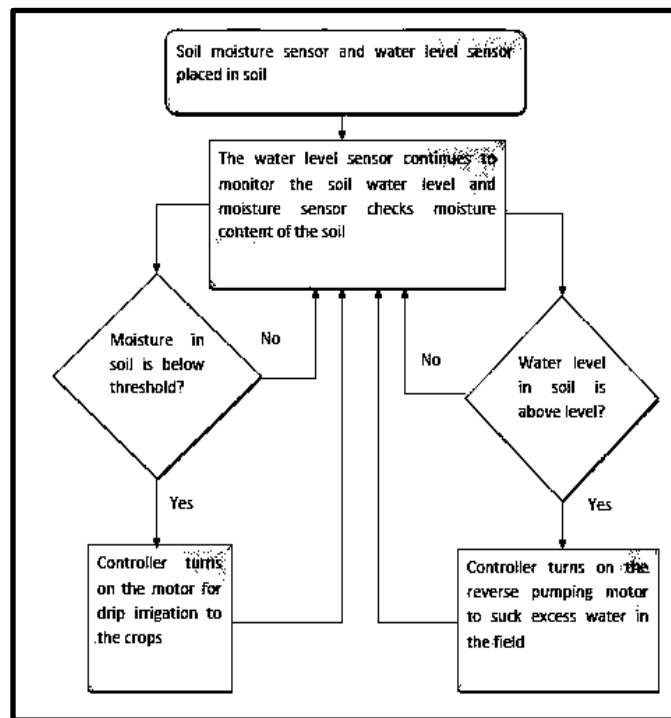 Soil moisture sensor and water level sensor
placed in soil
The water level sensor continues to
monitor the soil water level and
moisture sensor checks moisture
content of the soil
Moisture in
soil is below
threshold?
No
No
Water level
in soil is
above level?
Yes
Yes
Controller turns
on the motor for
drip irrigation to
the crops
Controller turns on the
reverse pumping motor
to suck excess water in
the field